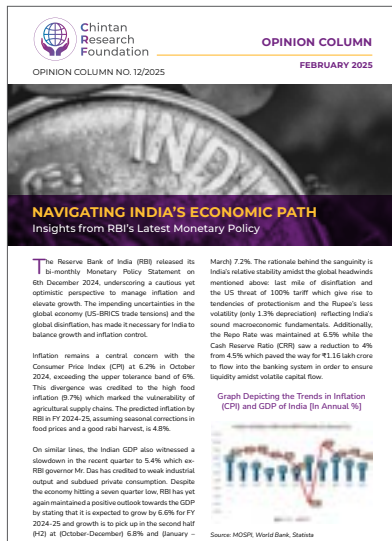 Chintan
Research
Foundation
OPINION COLUMN NO. 12/2025
OPINION COLUMN
FEBRUARY 2025
INDIA
NAVIGATING INDIA'S ECONOMIC PATH
Insights from RBI's Latest Monetary Policy
The Reserve Bank of India (RBI) released its
bi-monthly Monetary Policy Statement on
6th December 2024, underscoring a cautious yet
optimistic perspective to manage inflation and
elevate growth. The impending uncertainties in the
global economy (US-BRICS trade tensions) and the
global disinflation, has made it necessary for India to
balance growth and inflation control.
Inflation remains a central concern with the
Consumer Price Index (CPI) at 6.2% in October
2024, exceeding the upper tolerance band of 6%.
This divergence was credited to the high food
inflation (9.7%) which marked the vulnerability of
agricultural supply chains. The predicted inflation by
RBI in FY 2024-25, assuming seasonal corrections in
food prices and a good rabi harvest, is 4.8%.
On similar lines, the Indian GDP also witnessed a
slowdown in the recent quarter to 5.4% which ex-
RBI governor Mr. Das has credited to weak industrial
output and subdued private consumption. Despite
the economy hitting a seven quarter low, RBI has yet
again maintained a positive outlook towards the GDP
by stating that it is expected to grow by 6.6% for FY
2024-25 and growth is to pick up in the second half
(H2) at (October-December) 6.8% and (January –
March) 7.2%. The rationale behind the sanguinity is
India's relative stability amidst the global headwinds
mentioned above: last mile of disinflation and
the US threat of 100% tariff which give rise to
tendencies of protectionism and the Rupee's less
volatility (only 1.3% depreciation) reflecting India's
sound macroeconomic fundamentals. Additionally,
the Repo Rate was maintained at 6.5% while the
Cash Reserve Ratio (CRR) saw a reduction to 4%
from 4.5% which paved the way for ₹1.16 lakh crore
to flow into the banking system in order to ensure
liquidity amidst volatile capital flow.
Graph Depicting the Trends in Inflation
(CPI) and GDP of India [In Annual %]
Source: MOSPI, World Bank, Statista